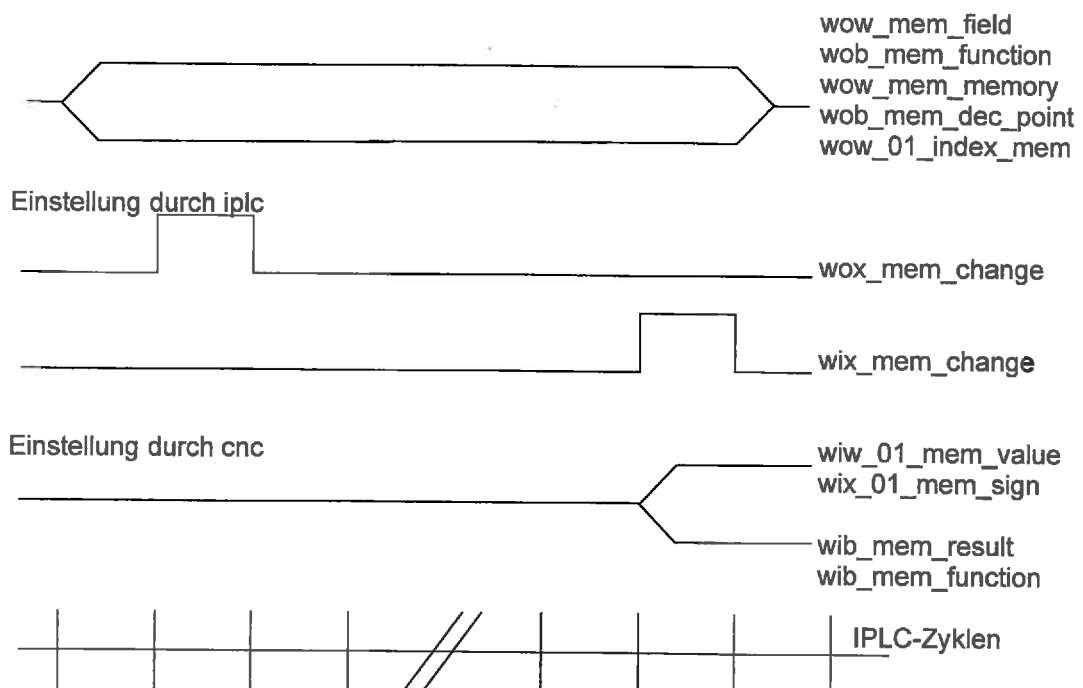 wow_mem_field
wob_mem_function
wow_mem_memory
wob_mem_dec_point
wow_01_index_mem
Einstellung durch iplc
wox_mem_change
wix_mem_change
Einstellung durch cnc
wiw_01_mem_value
wix_01_mem_sign
wib_mem_result
wib_mem_function
IPLC-Zyklen